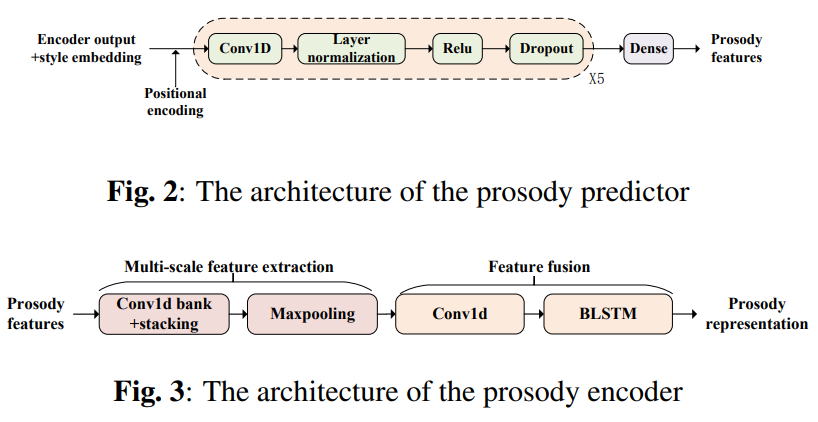 Encoder output
+style embedding
Positional
encoding
Conv1D
Layer
normalization
Relu
Dropout
X5
Dense
Prosody
features
Fig. 2: The architecture of the prosody predictor
Multi-scale feature extraction
Feature fusion
Prosody
features
Conv1d bank
+stacking
Maxpooling
Conv1d
BLSTM
Prosody
representation
Fig. 3: The architecture of the prosody encoder